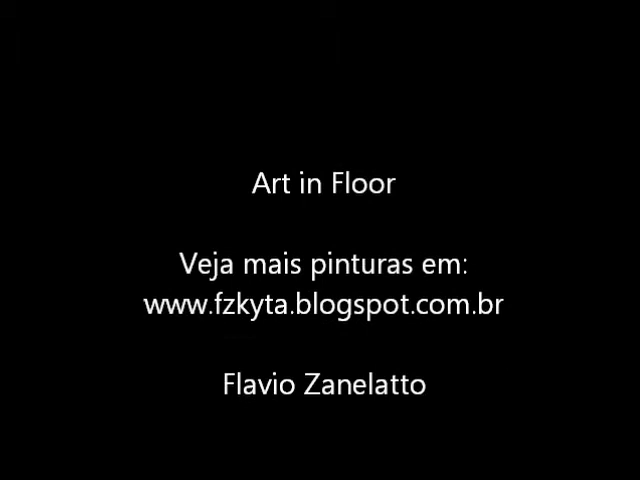 Art in Floor
Veja mais pinturas em:
www.fzkyta.blogspot.com.br
Flavio Zanelatto